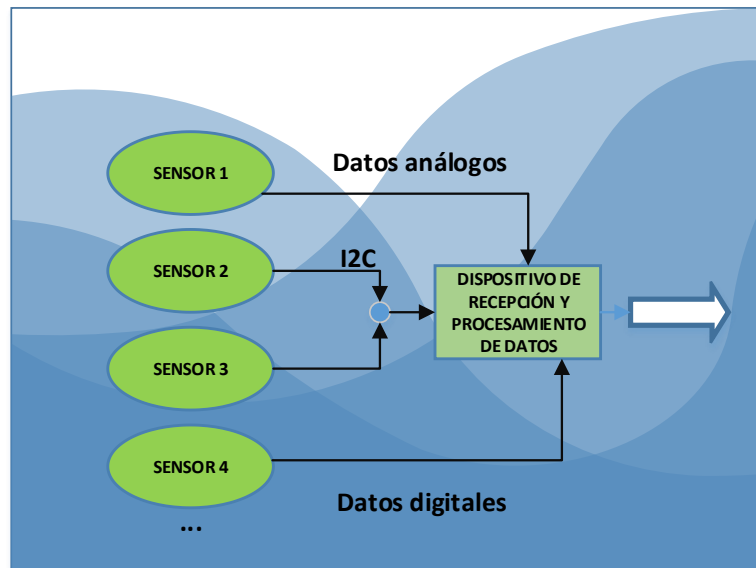 Datos análogos
SENSOR 1
I2C
SENSOR 2
DISPOSITIVO DE
RECEPCIÓN Y
PROCESAMIENTO
DE DATOS
SENSOR 3
SENSOR 4
Datos digitales
...